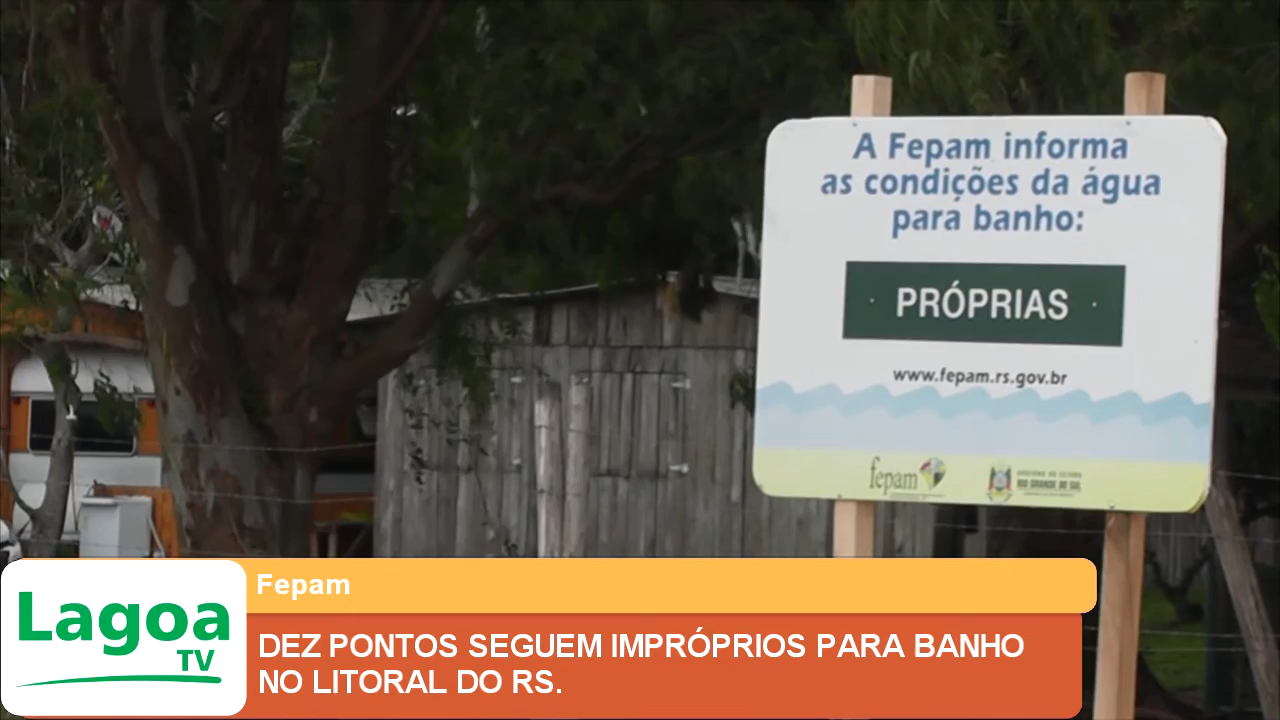 A Fepam informa
as condições da água
para banho:
PRÓPRIAS
www.fepam.rs.gov.br
fepam
RIO GRANDE DO SUL
Lagoa
TV
Fepam
DEZ PONTOS SEGUEM IMPRÓPRIOS PARA BANHO
NO LITORAL DO RS.